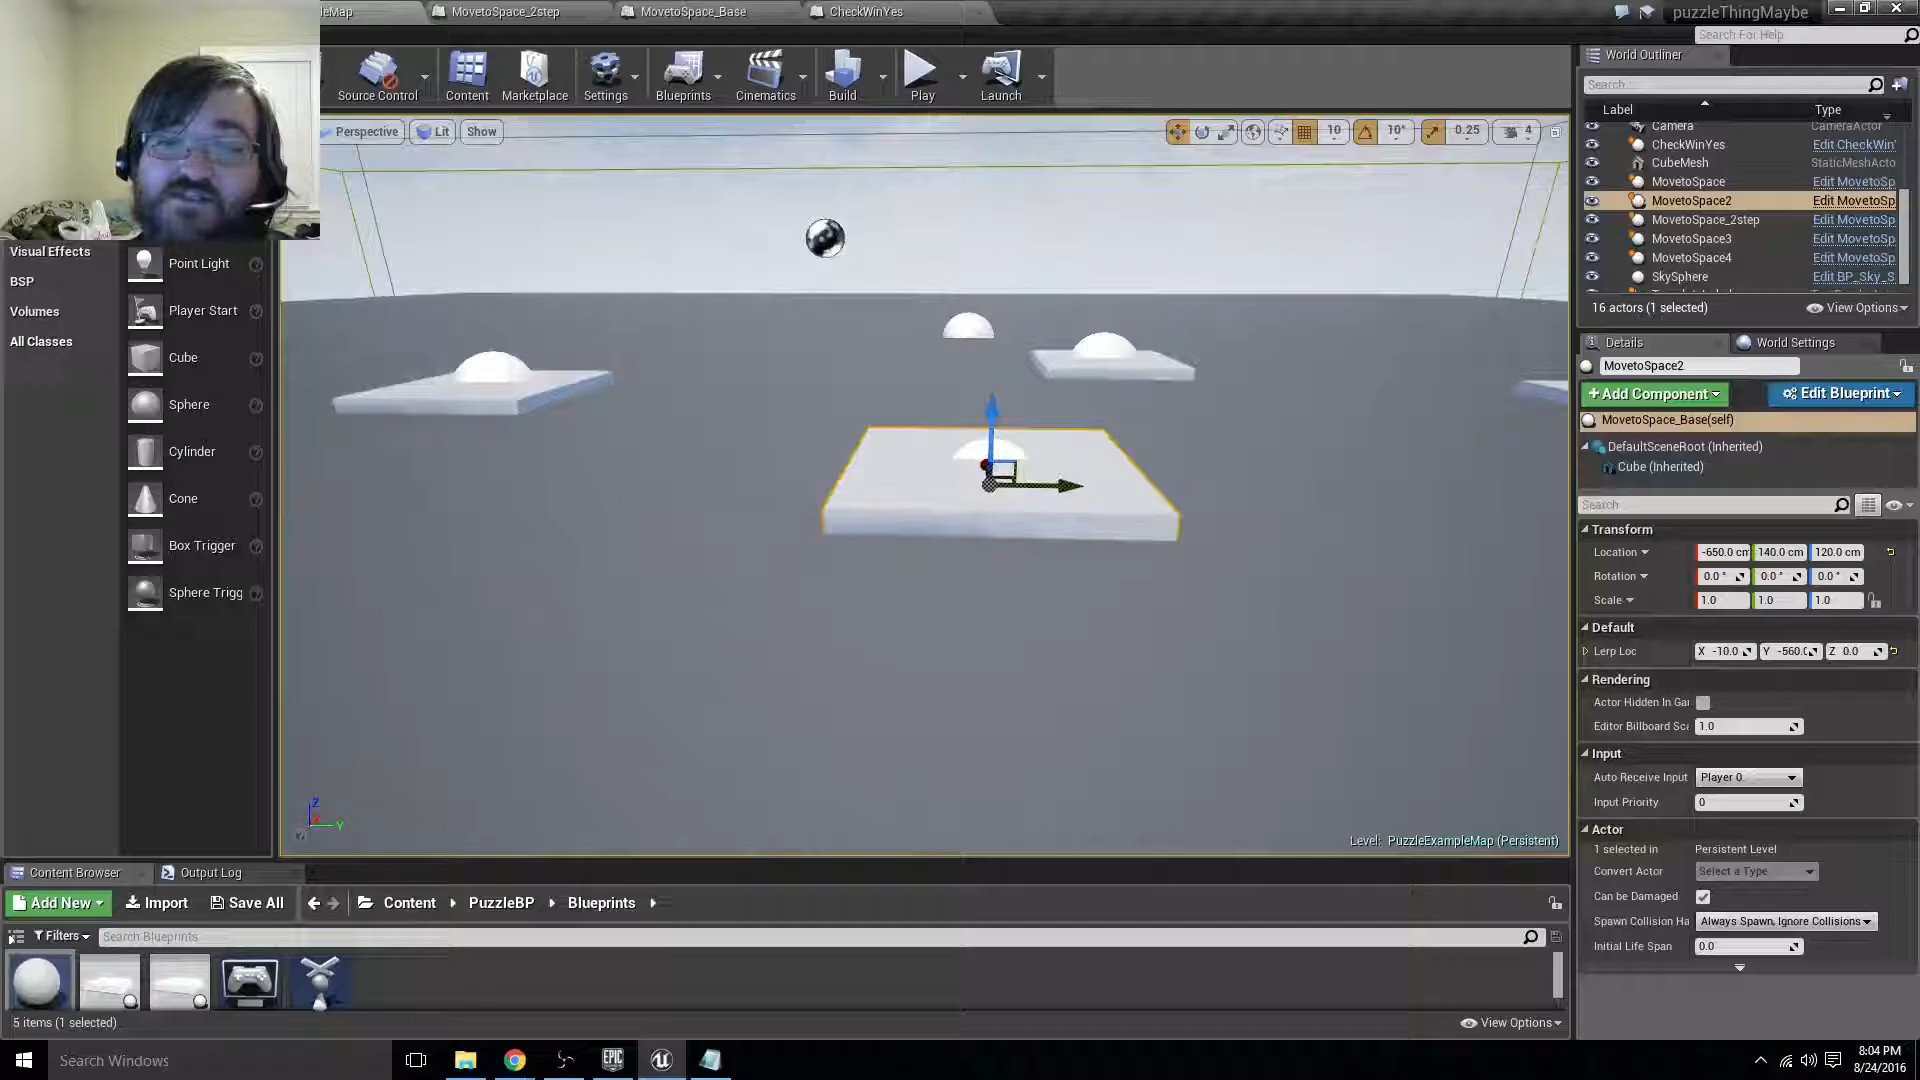 leMap
MovetoSpace_2step
MovetoSpace_Base
CheckWinYes
puzzleThingMaybe
Search For Help
Source Control
Content
Marketplace
Settings
Blueprints
Cinematics
Build
Play
Launch
World Outliner
Search...
Label
Type
Camera
CameraActor
CheckWinYes
Edit CheckWin'
CubeMesh
StaticMeshActo
MovetoSpace
Edit MovetoSp
MovetoSpace2
Edit MovetoSp
MovetoSpace_2step
Edit MovetoSp
MovetoSpace3
Edit MovetoSp
MovetoSpace4
Edit MovetoSp
SkySphere
Edit BP_Sky_S
16 actors (1 selected)
View Options
Perspective
Lit
Show
10
10°
0.25
4
Visual Effects
BSP
Volumes
All Classes
Point Light
Player Start
Cube
Sphere
Cylinder
Cone
Box Trigger
Sphere Trigg
Z
Y
Level: PuzzleExampleMap (Persistent)
Details
World Settings
MovetoSpace2
+Add Component
Edit Blueprint
MovetoSpace_Base(self)
DefaultSceneRoot (Inherited)
Cube (Inherited)
Search
Transform
Location
-650.0 cm
140.0 cm
120.0 cm
Rotation
0.0 °
0.0 °
0.0 °
Scale
1.0
1.0
1.0
Default
Lerp Loc
X -10.0
Y -560.0
Z 0.0
Rendering
Actor Hidden In Gai
Editor Billboard Sca
1.0
Input
Auto Receive Input
Player 0
Input Priority
0
Actor
1 selected in
Persistent Level
Convert Actor
Select a Type
Can be Damaged
Spawn Collision Ha
Always Spawn, Ignore Collisions
Initial Life Span
0.0
Content Browser
Output Log
Add New
Import
Save All
Content
PuzzleBP
Blueprints
Filters
Search Blueprints
5 items (1 selected)
View Options
Search Windows
EPIC
8:04 PM
8/24/2016